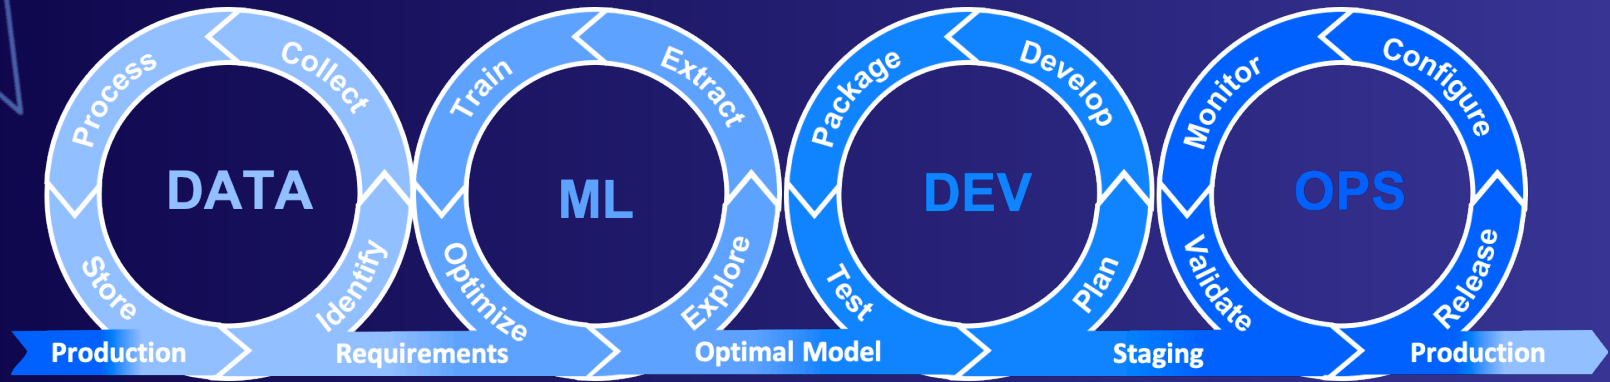 Process
Collect
Store
Identify
DATA
Train
Extract
Optimize
Explore
ML
Package
Develop
Test
Plan
DEV
Monitor
Configure
Validate
Release
OPS
Production
Requirements
Optimal Model
Staging
Production